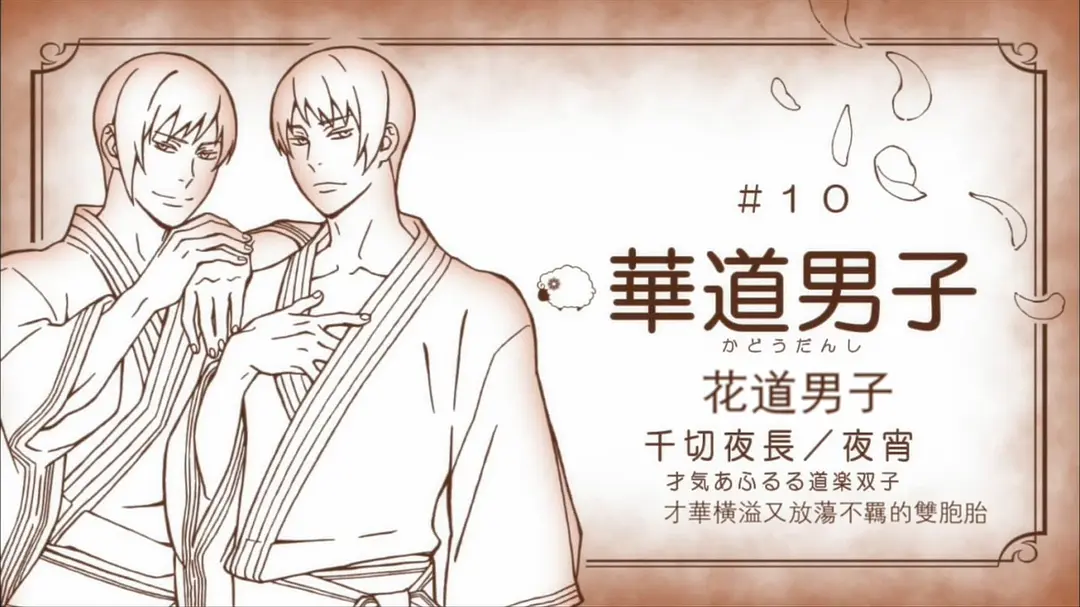 ＃１０
華道男子
かとうだんし
花道男子
千切夜長／夜宵
才気あふるる道楽双子
才華橫溢又放蕩不羈的雙胞胎